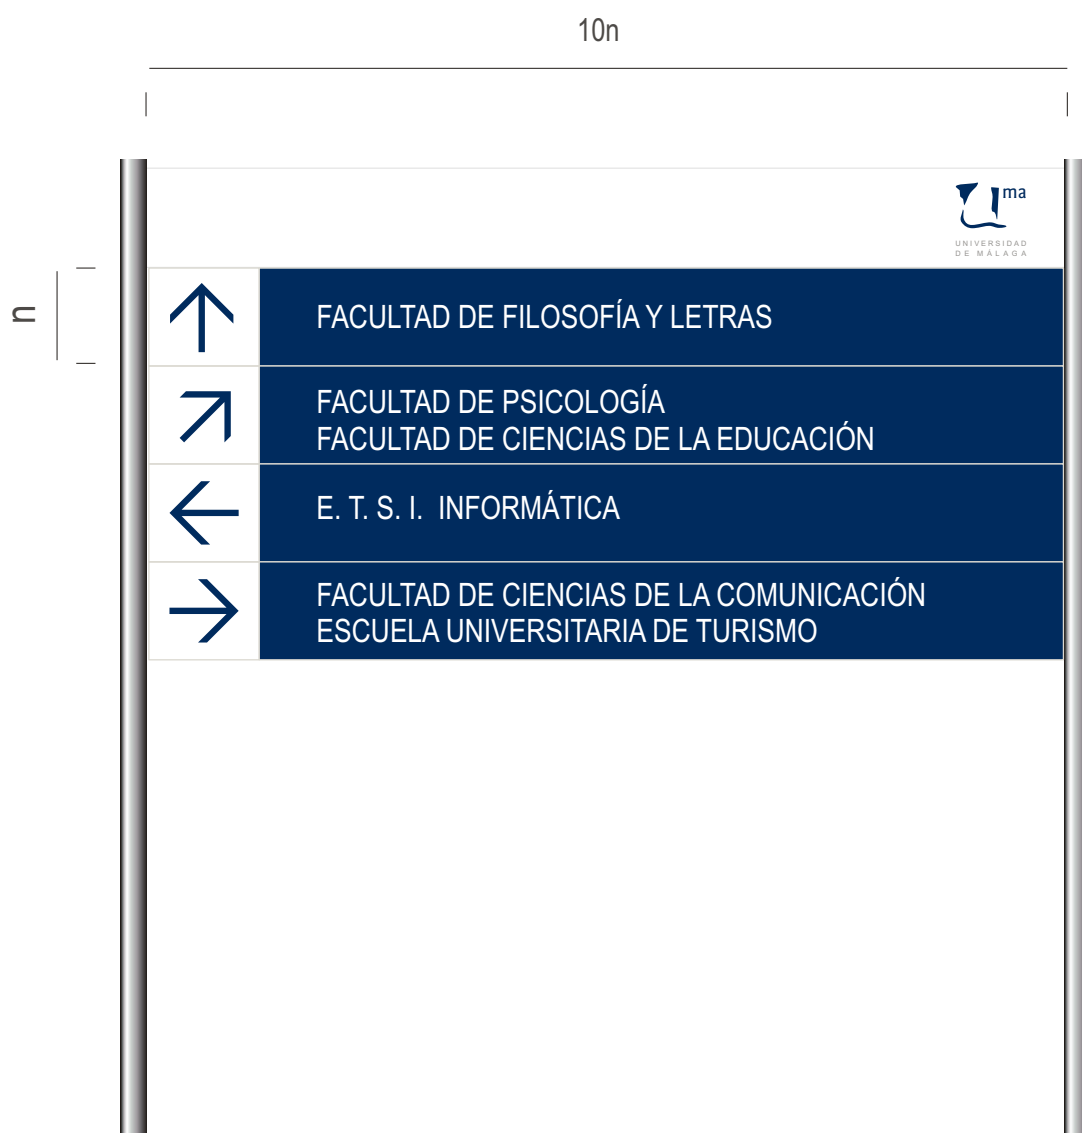 10n
ma
UNIVERSIDAD
DE MÁLAGA
n
FACULTAD DE FILOSOFÍA Y LETRAS
FACULTAD DE PSICOLOGÍA
FACULTAD DE CIENCIAS DE LA EDUCACIÓN
E. T. S. I. INFORMÁTICA
FACULTAD DE CIENCIAS DE LA COMUNICACIÓN
ESCUELA UNIVERSITARIA DE TURISMO